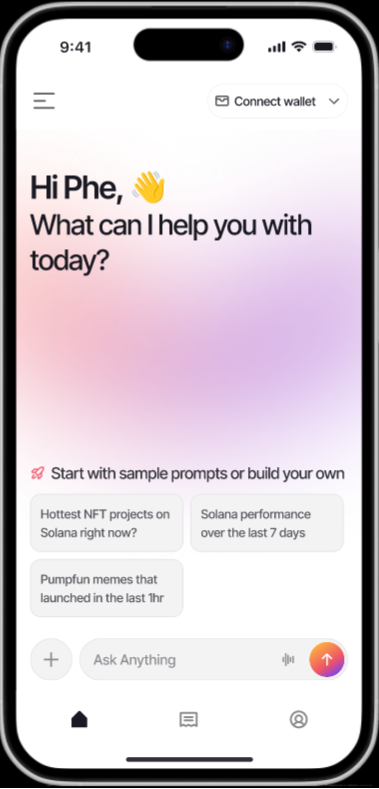 9:41
Connect wallet
Hi Phe, 👋
What can I help you with
today?
Start with sample prompts or build your own
Hottest NFT projects on
Solana right now?
Solana performance
over the last 7 days
Pumpfun memes that
launched in the last 1hr
Ask Anything